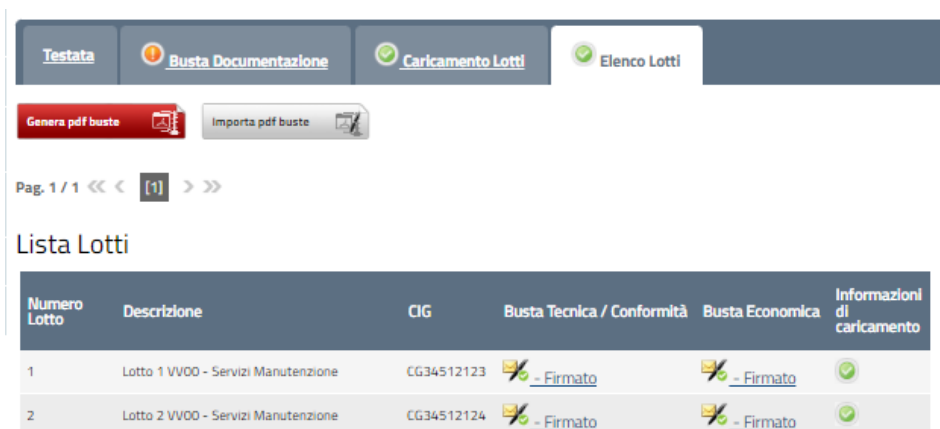 Testata Busta Documentazione Caricamento Lotti Elenco Lotti
Genera pdf buste Importa pdf buste
Pag. 1 / 1 [1]
Lista Lotti
Numero Lotto Descrizione CIG Busta Tecnica / Conformità Busta Economica Informazioni di caricamento
1 Lotto 1 VV00 - Servizi Manutenzione CG34512123 - Firmato - Firmato
2 Lotto 2 VV00 - Servizi Manutenzione CG34512124 - Firmato - Firmato